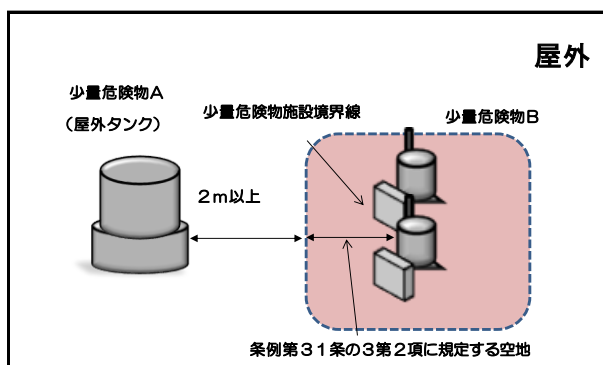 屋外
少量危険物A
(屋外タンク)
少量危険物施設境界線
少量危険物B
2m以上
条例第31条の3第2項に規定する空地